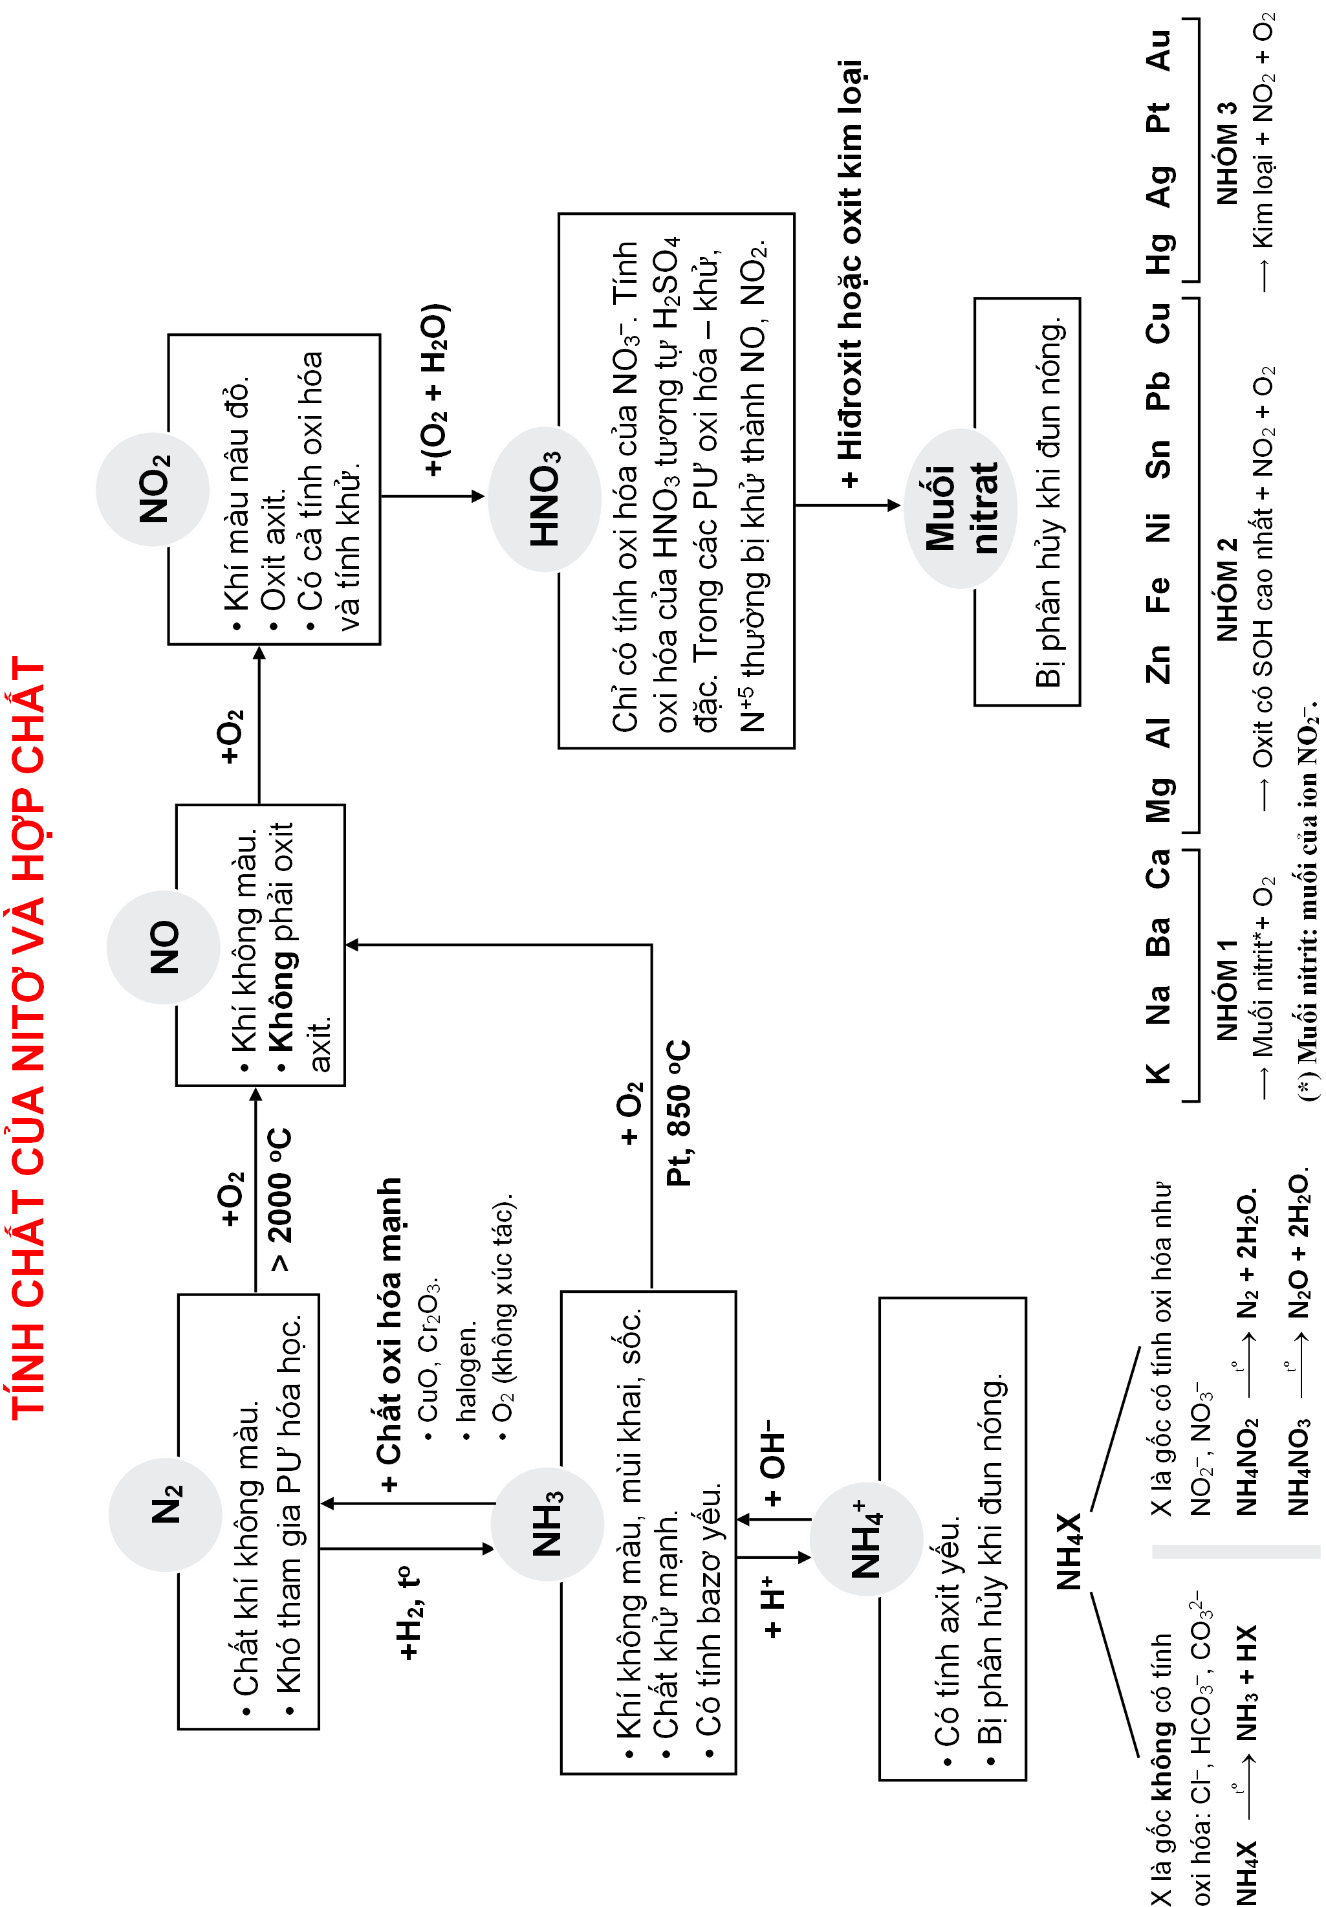 TÍNH CHẤT CỦA NITƠ VÀ HỢP CHẤT
N₂
• Chất khí không màu.
• Khó tham gia PƯ hóa học.
+O₂
> 2000 ºC
NO
• Khí không màu.
• Không phải oxit
axit.
+O₂
NO₂
• Khí màu nâu đỏ.
• Oxit axit.
• Có cả tính oxi hóa
và tính khử.
+H₂, tº
+ Chất oxi hóa mạnh
• CuO, Cr₂O₃.
• halogen.
• O₂ (không xúc tác).
+ O₂
Pt, 850 ºC
+(O₂ + H₂O)
NH₃
• Khí không màu, mùi khai, sốc.
• Chất khử mạnh.
• Có tính bazơ yếu.
HNO₃
Chỉ có tính oxi hóa của NO₃⁻. Tính
oxi hóa của HNO₃ tương tự H₂SO₄
đặc. Trong các PƯ oxi hóa – khử,
N⁺⁵ thường bị khử thành NO, NO₂.
+ H⁺
+ OH⁻
+ Hiđroxit hoặc oxit kim loại
NH₄⁺
• Có tính axit yếu.
• Bị phân hủy khi đun nóng.
Muối
nitrat
Bị phân hủy khi đun nóng.
NH₄X
X là gốc không có tính
oxi hóa: Cl⁻, HCO₃⁻, CO₃²⁻
NH₄X —tº→ NH₃ + HX
X là gốc có tính oxi hóa như
NO₂⁻, NO₃⁻
NH₄NO₂ —tº→ N₂ + 2H₂O.
NH₄NO₃ —tº→ N₂O + 2H₂O.
K Na Ba Ca Mg Al Zn Fe Ni Sn Pb Cu Hg Ag Pt Au
NHÓM 1
→ Muối nitrit*+ O₂
NHÓM 2
→ Oxit có SOH cao nhất + NO₂ + O₂
NHÓM 3
→ Kim loại + NO₂ + O₂
(*) Muối nitrit: muối của ion NO₂⁻.